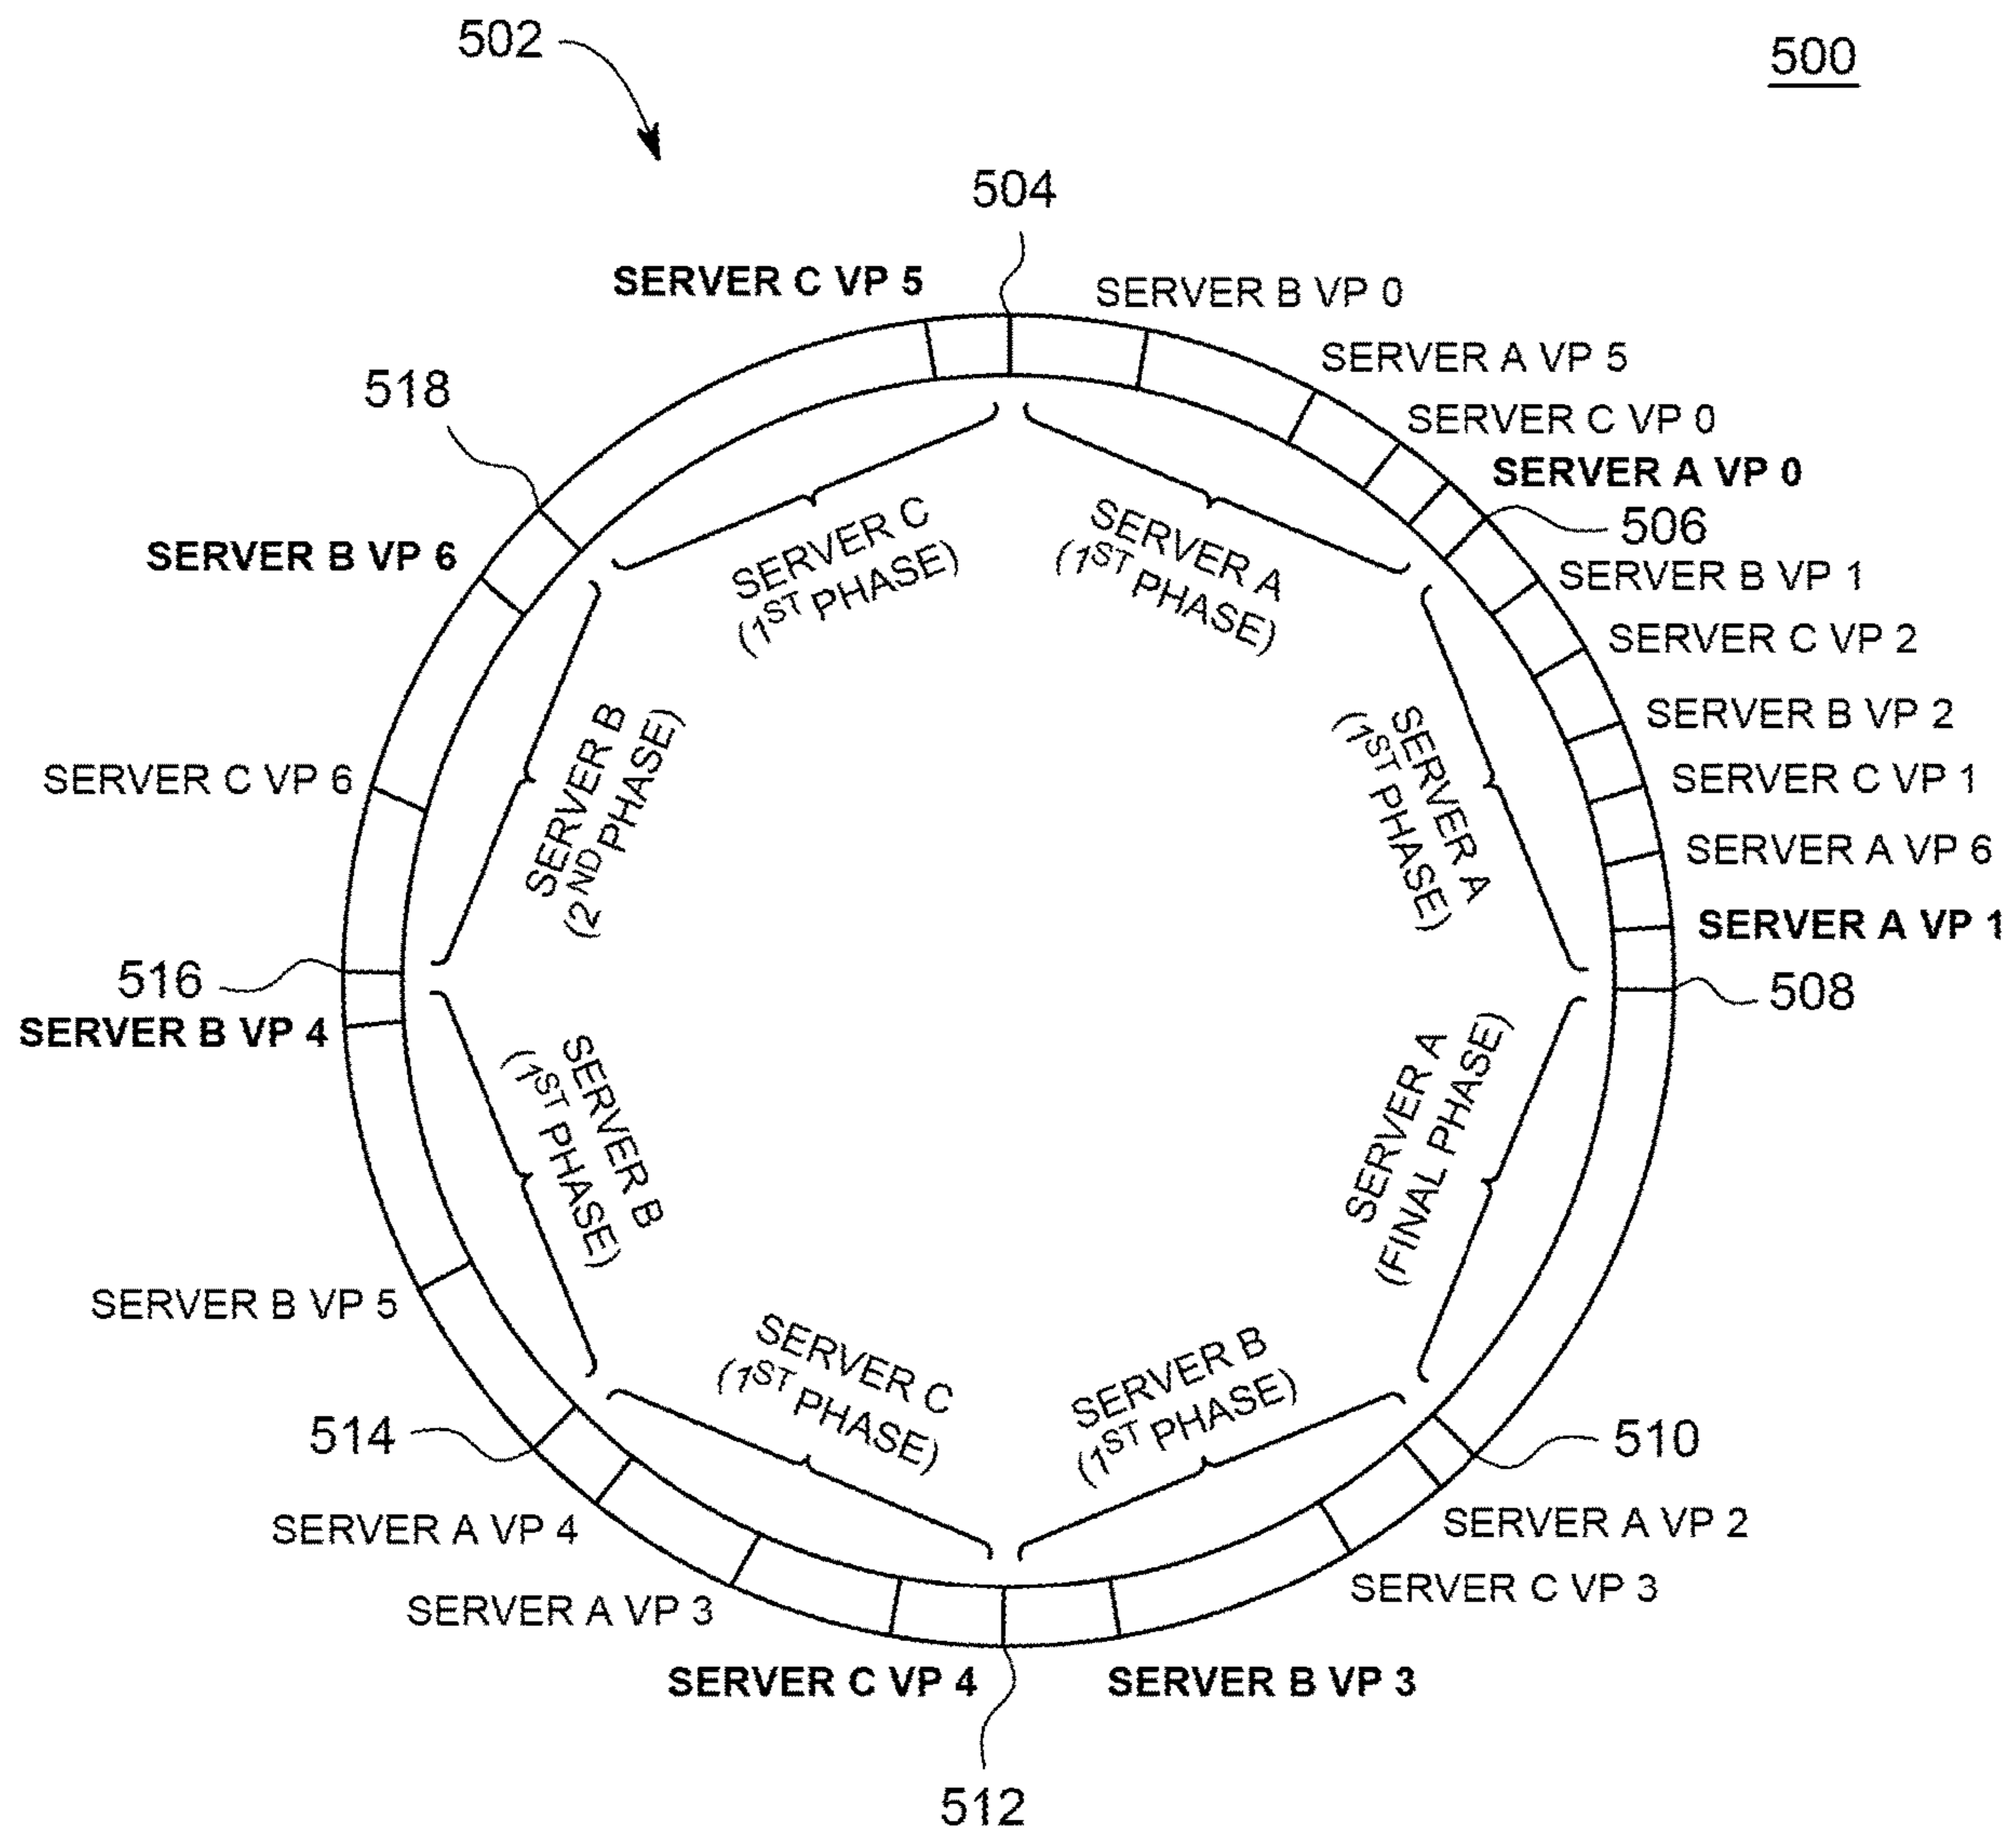 502
500
504
SERVER C VP 5
SERVER B VP 0
SERVER A VP 5
518
SERVER C VP 0
SERVER A VP 0
506
SERVER B VP 6
SERVER B VP 1
SERVER C VP 2
SERVER B VP 2
SERVER C VP 6
SERVER C VP 1
SERVER A VP 6
SERVER A VP 1
516
508
SERVER B VP 4
SERVER B VP 5
514
510
SERVER A VP 4
SERVER A VP 2
SERVER A VP 3
SERVER C VP 3
SERVER C VP 4
SERVER B VP 3
512
SERVER C
(1ST PHASE)
SERVER A
(1ST PHASE)
SERVER B
(2ND PHASE)
SERVER A
(1ST PHASE)
SERVER B
(1ST PHASE)
SERVER A
(FINAL PHASE)
SERVER C
(1ST PHASE)
SERVER B
(1ST PHASE)